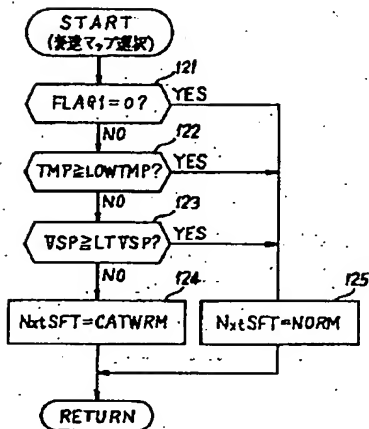 START
(変速マップ選択)
121
FLAG1=0?
YES
NO
122
TMP≧LOWTMP?
YES
NO
123
VSP≧LTVSP?
YES
NO
124
NxtSFT=CATWRM
125
NxtSFT=NORM
RETURN